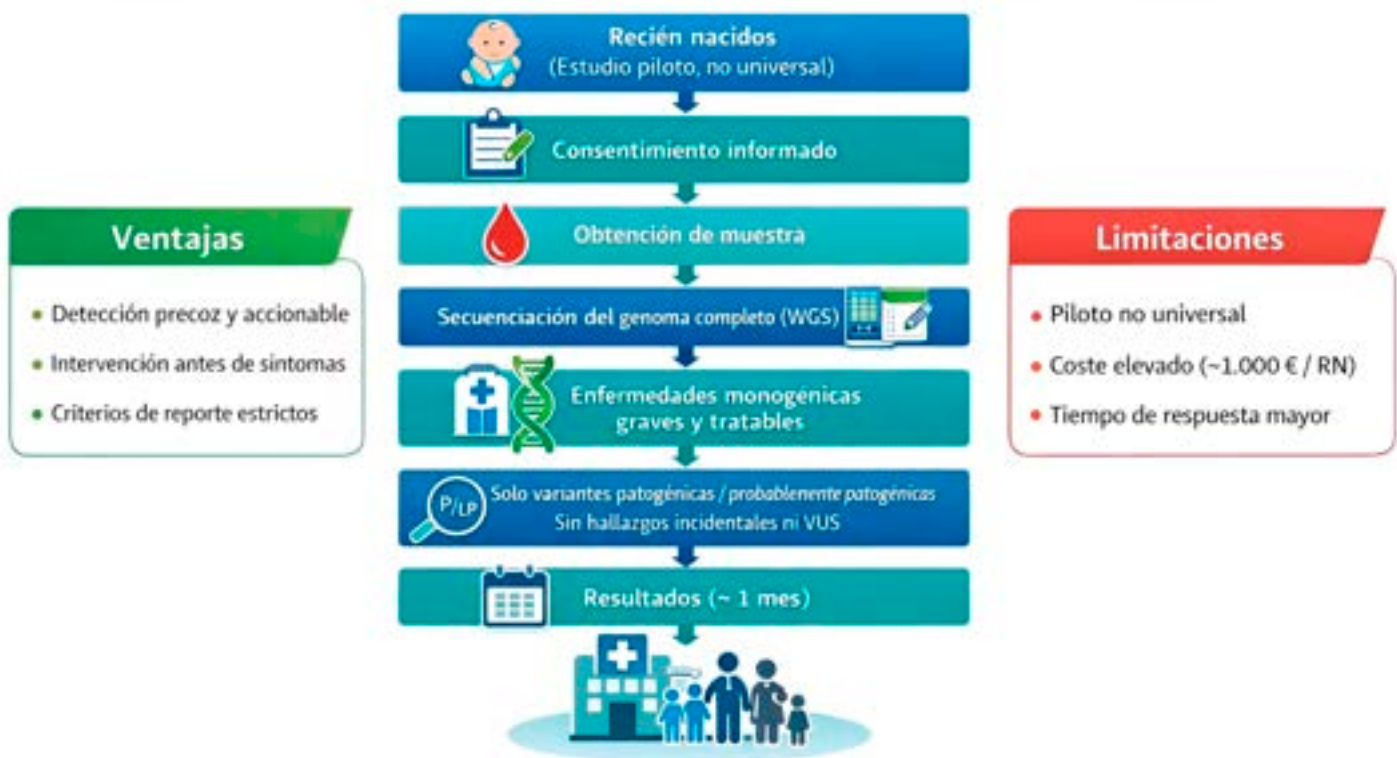 Recién nacidos
(Estudio piloto, no universal)
Consentimiento informado
Obtención de muestra
Secuenciación del genoma completo (WGS)
Enfermedades monogénicas
graves y tratables
P/LP
Solo variantes patogénicas / probablenente patogénicas
Sin hallazgos incidentales ni VUS
Resultados (~ 1 mes)
Ventajas
• Detección precoz y accionable
• Intervención antes de síntomas
• Criterios de reporte estrictos
Limitaciones
• Piloto no universal
• Coste elevado (~1.000 € / RN)
• Tiempo de respuesta mayor